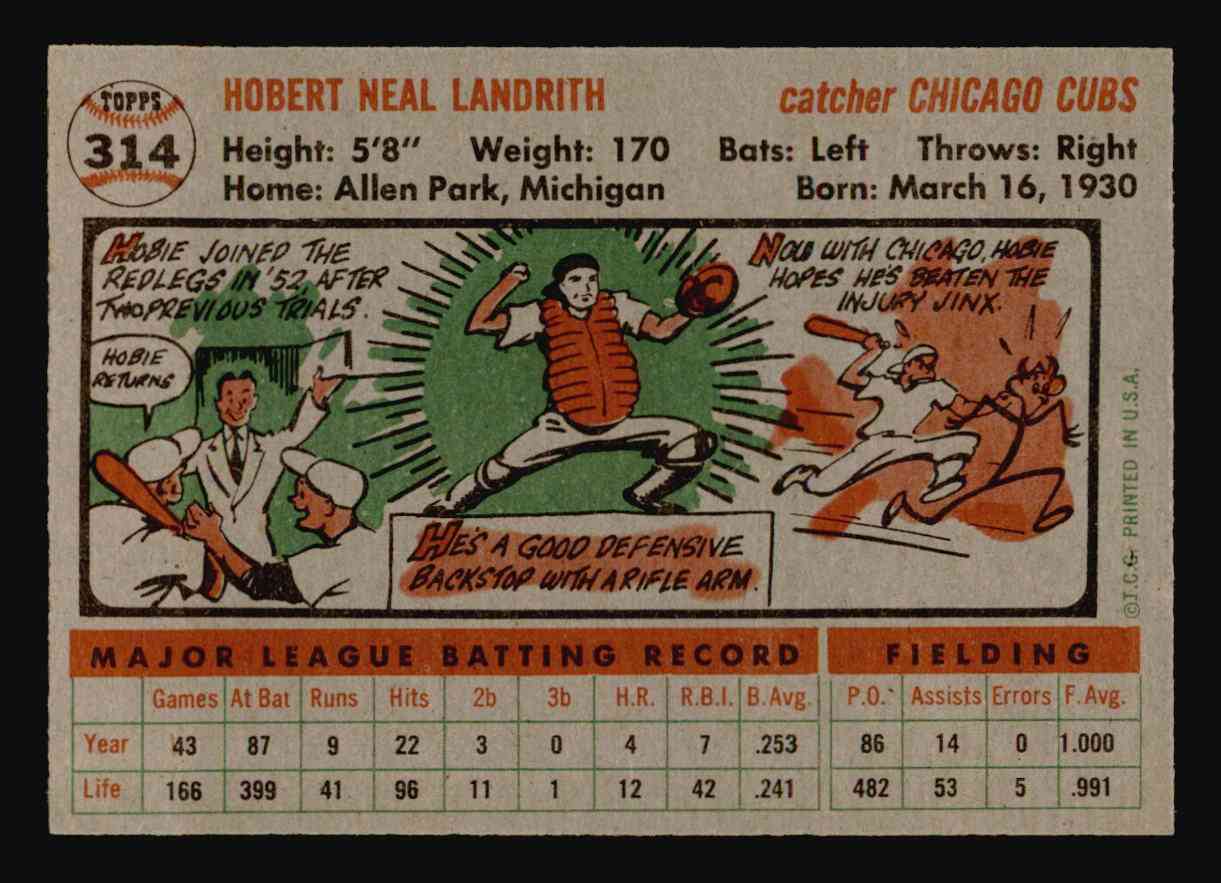 TOPPS
314
HOBERT NEAL LANDRITH
catcher CHICAGO CUBS
Height: 5'8" Weight: 170 Bats: Left Throws: Right
Home: Allen Park, Michigan Born: March 16, 1930
HOBIE JOINED THE
REDLEGS IN '52, AFTER
TWO PREVIOUS TRIALS.
HOBIE
RETURNS
HE'S A GOOD DEFENSIVE
BACKSTOP WITH A RIFLE ARM.
NOW WITH CHICAGO, HOBIE
HOPES HE'S BEATEN THE
INJURY JINX.
©T.C.G. PRINTED IN U.S.A.
MAJOR LEAGUE BATTING RECORD FIELDING
Games At Bat Runs Hits 2b 3b H.R. R.B.I. B.Avg. P.O. Assists Errors F.Avg.
Year 43 87 9 22 3 0 4 7 .253 86 14 0 1.000
Life 166 399 41 96 11 1 12 42 .241 482 53 5 .991